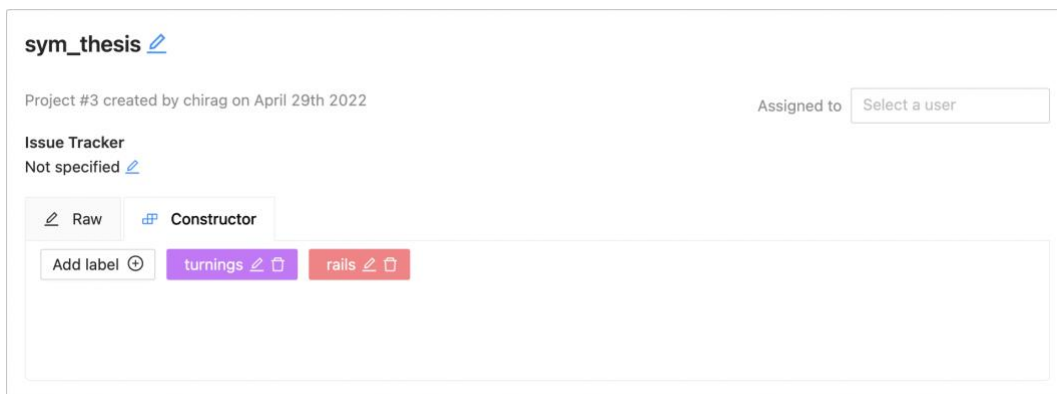 sym_thesis
Project #3 created by chirag on April 29th 2022
Assigned to Select a user
Issue Tracker
Not specified
Raw Constructor
Add label turnings rails